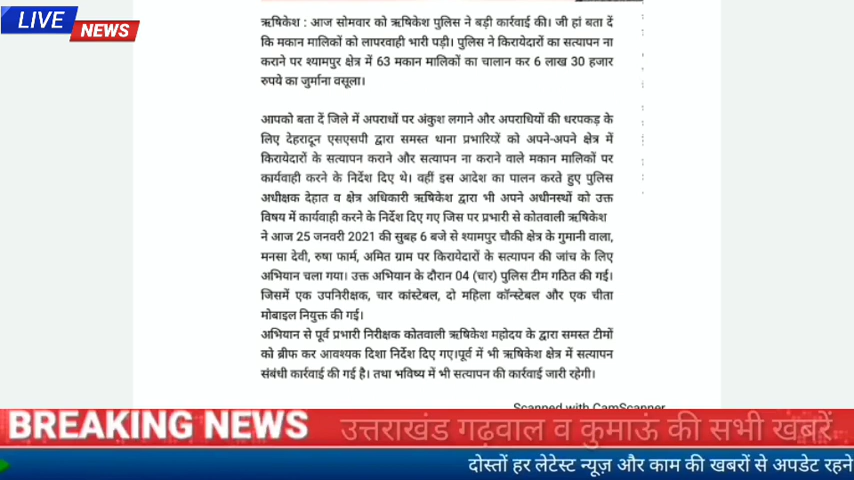 LIVE
NEWS
ऋषिकेश : आज सोमवार को ऋषिकेश पुलिस ने बड़ी कार्रवाई की। जी हां बता दें
कि मकान मालिकों को लापरवाही भारी पड़ी। पुलिस ने किरायेदारों का सत्यापन ना
कराने पर श्यामपुर क्षेत्र में 63 मकान मालिकों का चालान कर 6 लाख 30 हजार
रुपये का जुर्माना वसूला।
आपको बता दें जिले में अपराधों पर अंकुश लगाने और अपराधियों की धरपकड़ के
लिए देहरादून एसएसपी द्वारा समस्त थाना प्रभारियों को अपने-अपने क्षेत्र में
किरायेदारों के सत्यापन कराने और सत्यापन ना कराने वाले मकान मालिकों पर
कार्यवाही करने के निर्देश दिए थे। वहीं इस आदेश का पालन करते हुए पुलिस
अधीक्षक देहात व क्षेत्र अधिकारी ऋषिकेश द्वारा भी अपने अधीनस्थों को उक्त
विषय में कार्यवाही करने के निर्देश दिए गए जिस पर प्रभारी से कोतवाली ऋषिकेश
ने आज 25 जनवरी 2021 की सुबह 6 बजे से श्यामपुर चौकी क्षेत्र के गुमानी वाला,
मनसा देवी, रुषा फार्म, अमित ग्राम पर किरायेदारों के सत्यापन की जांच के लिए
अभियान चला गया। उक्त अभियान के दौरान 04 (चार) पुलिस टीम गठित की गई।
जिसमें एक उपनिरीक्षक, चार कांस्टेबल, दो महिला कॉन्स्टेबल और एक चीता
मोबाइल नियुक्त की गई।
अभियान से पूर्व प्रभारी निरीक्षक कोतवाली ऋषिकेश महोदय के द्वारा समस्त टीमों
को ब्रीफ कर आवश्यक दिशा निर्देश दिए गए।पूर्व में भी ऋषिकेश क्षेत्र में सत्यापन
संबंधी कार्रवाई की गई है। तथा भविष्य में भी सत्यापन की कार्रवाई जारी रहेगी।
Scanned with CamScanner
BREAKING NEWS
उत्तराखंड गढ़वाल व कुमाऊं की सभी खबरें
दोस्तों हर लेटेस्ट न्यूज़ और काम की खबरों से अपडेट रहने